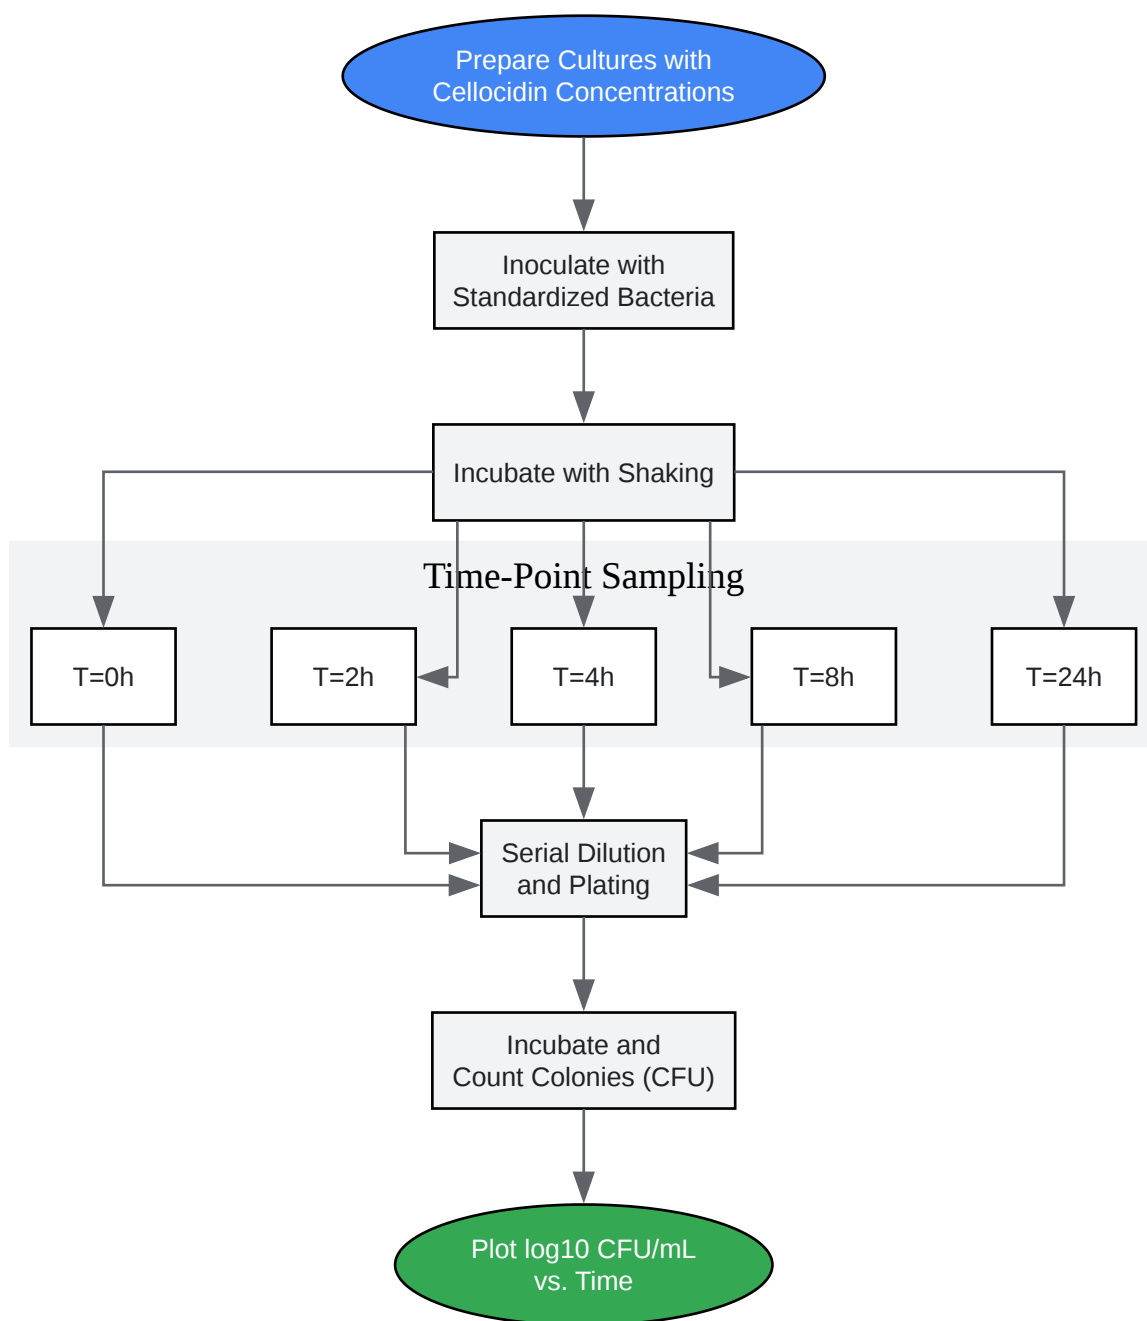 Prepare Cultures with
Cellocidin Concentrations
Inoculate with
Standardized Bacteria
Incubate with Shaking
Time-Point Sampling
T=0h
T=2h
T=4h
T=8h
T=24h
Serial Dilution
and Plating
Incubate and
Count Colonies (CFU)
Plot log10 CFU/mL
vs. Time